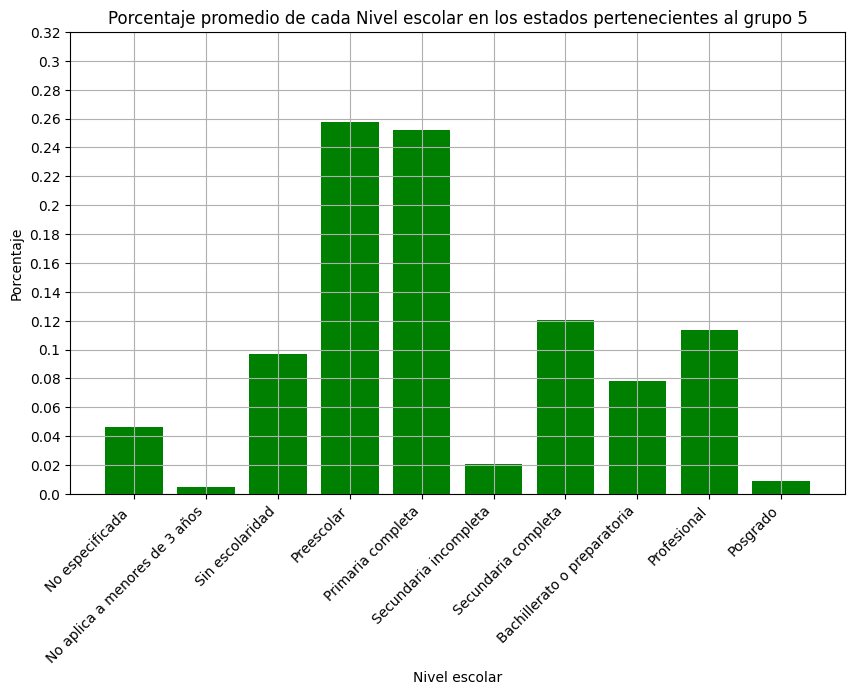 Porcentaje promedio de cada Nivel escolar en los estados pertenecientes al grupo 5
0.32
0.3
0.28
0.26
0.24
0.22
0.2
0.18
0.16
0.14
0.12
0.1
0.08
0.06
0.04
0.02
0.0
Porcentaje
No especificada
No aplica a menores de 3 años
Sin escolaridad
Preescolar
Primaria completa
Secundaria incompleta
Secundaria completa
Bachillerato o preparatoria
Profesional
Posgrado
Nivel escolar